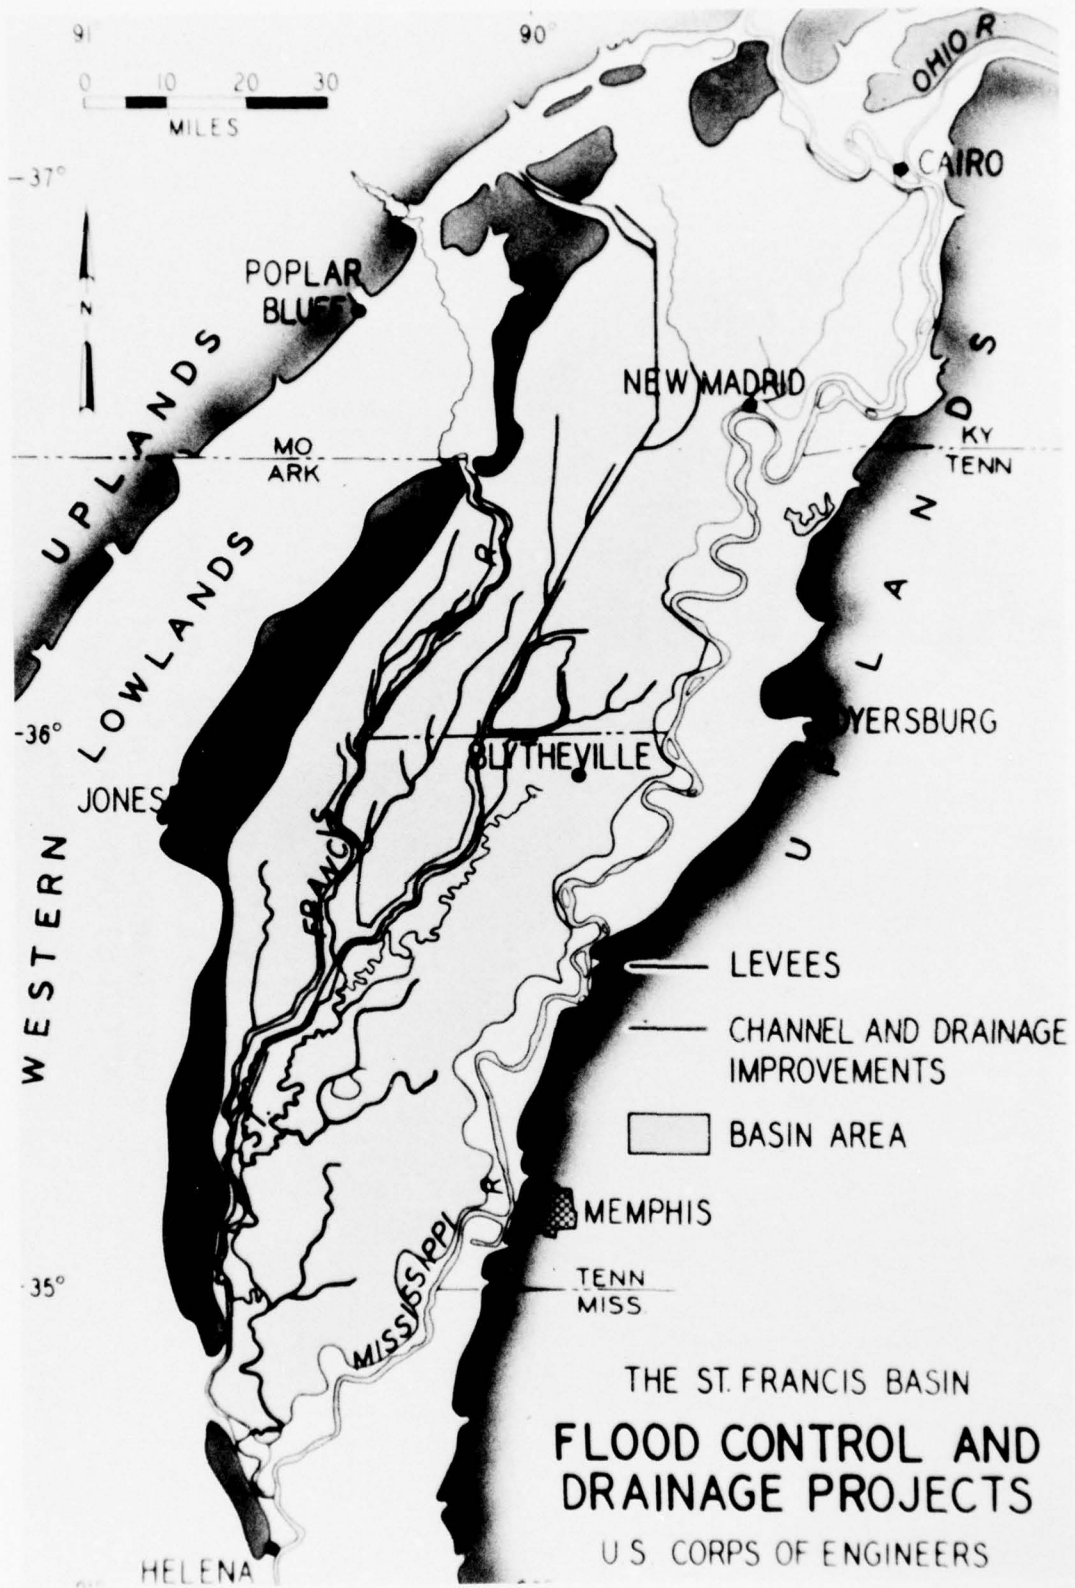 91
90°
0 10 20 30
MILES
OHIO R
-37°
CAIRO
N
POPLAR
BLUFF
UPLANDS
NEW MADRID
MO
ARK
KY
TENN
LOWLANDS
R
UPLANDS
-36°
BLYTHEVILLE
DYERSBURG
JONES
WESTERN
FRANCIS
LEVEES
CHANNEL AND DRAINAGE
IMPROVEMENTS
BASIN AREA
MEMPHIS
MISSISSIPPI R
-35°
TENN
MISS.
THE ST. FRANCIS BASIN
FLOOD CONTROL AND
DRAINAGE PROJECTS
U S CORPS OF ENGINEERS
HELENA